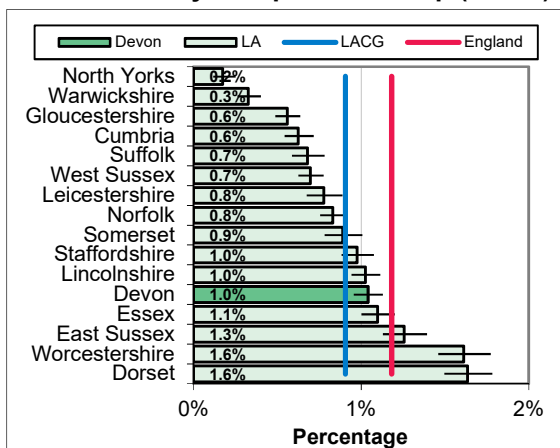 Devon LA LACG England
North Yorks 0.2%
Warwickshire 0.3%
Gloucestershire 0.6%
Cumbria 0.6%
Suffolk 0.7%
West Sussex 0.7%
Leicestershire 0.8%
Norfolk 0.8%
Somerset 0.9%
Staffordshire 1.0%
Lincolnshire 1.0%
Devon 1.0%
Essex 1.1%
East Sussex 1.3%
Worcestershire 1.6%
Dorset 1.6%
0% 1% 2%
Percentage